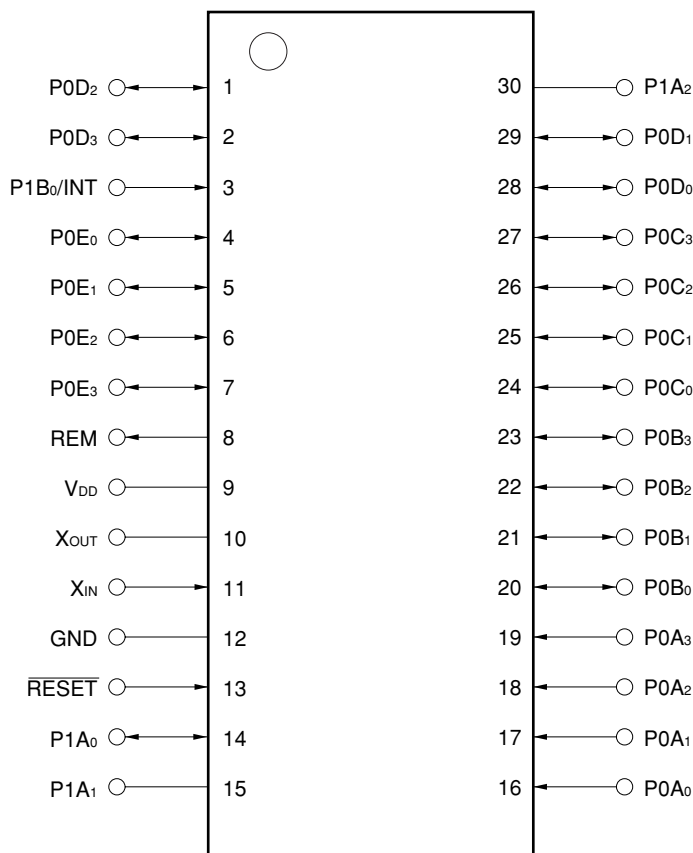 P0D₂ 1 30 P1A₂
P0D₃ 2 29 P0D₁
P1B₀/INT 3 28 P0D₀
P0E₀ 4 27 P0C₃
P0E₁ 5 26 P0C₂
P0E₂ 6 25 P0C₁
P0E₃ 7 24 P0C₀
REM 8 23 P0B₃
VDD 9 22 P0B₂
XOUT 10 21 P0B₁
XIN 11 20 P0B₀
GND 12 19 P0A₃
RESET 13 18 P0A₂
P1A₀ 14 17 P0A₁
P1A₁ 15 16 P0A₀